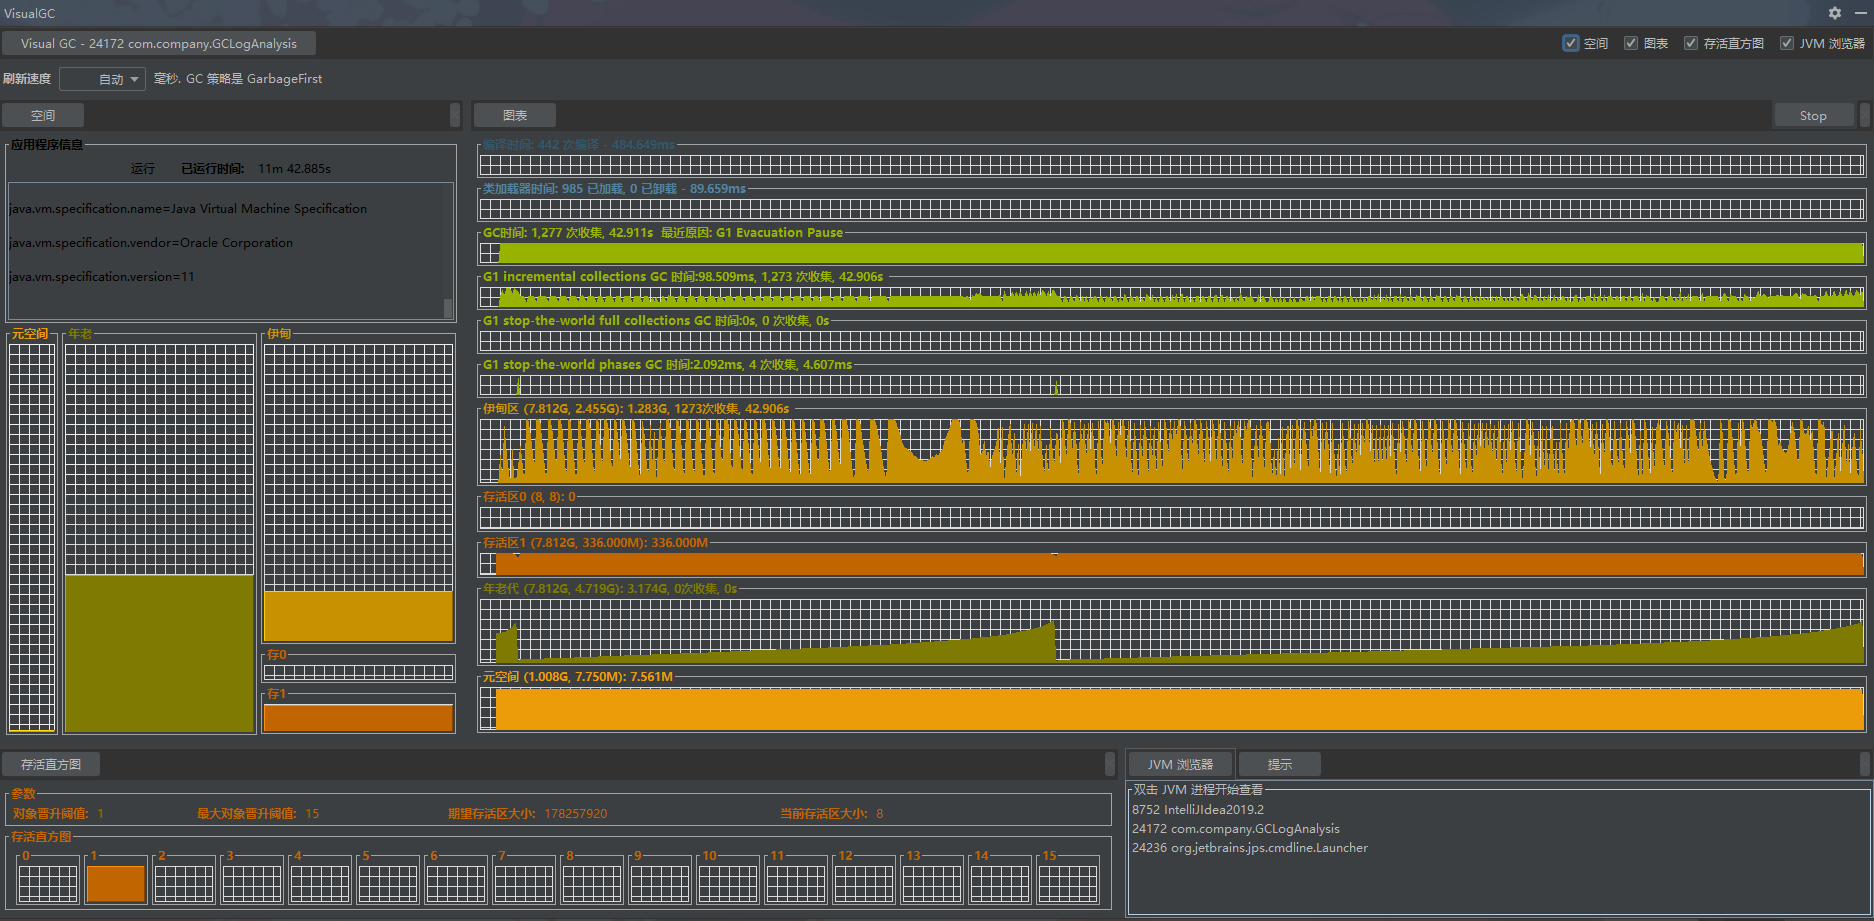 VisualGC
Visual GC - 24172 com.company.GCLogAnalysis
空间 图表 存活直方图 JVM 浏览器
刷新速度 自动 毫秒. GC 策略是 GarbageFirst
空间
图表
Stop
应用程序信息
运行 已运行时间: 11m 42.885s
java.vm.specification.name=Java Virtual Machine Specification
java.vm.specification.vendor=Oracle Corporation
java.vm.specification.version=11
元空间
年老
伊甸
存0
存1
编译时间: 442 次编译 - 484.649ms
类加载器时间: 985 已加载, 0 已卸载 - 89.659ms
GC时间: 1,277 次收集, 42.911s 最近原因: G1 Evacuation Pause
G1 incremental collections GC 时间:98.509ms, 1,273 次收集, 42.906s
G1 stop-the-world full collections GC 时间:0s, 0 次收集, 0s
G1 stop-the-world phases GC 时间:2.092ms, 4 次收集, 4.607ms
伊甸区 (7.812G, 2.455G): 1.283G, 1273次收集, 42.906s
存活区0 (8, 8): 0
存活区1 (7.812G, 336.000M): 336.000M
年老代 (7.812G, 4.719G): 3.174G, 0次收集, 0s
元空间 (1.008G, 7.750M): 7.561M
存活直方图
参数
对象晋升阈值: 1 最大对象晋升阈值: 15 期望存活区大小: 178257920 当前存活区大小: 8
存活直方图
0 1 2 3 4 5 6 7 8 9 10 11 12 13 14 15
JVM 浏览器 提示
双击 JVM 进程开始查看
8752 IntelliJIdea2019.2
24172 com.company.GCLogAnalysis
24236 org.jetbrains.jps.cmdline.Launcher